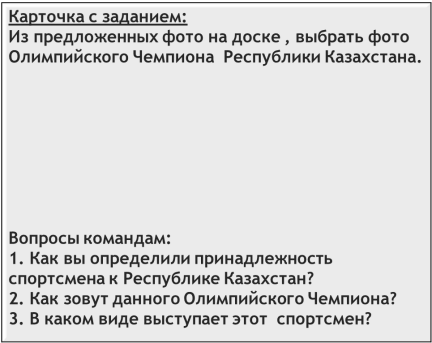 Карточка с заданием:
Из предложенных фото на доске , выбрать фото
Олимпийского Чемпиона Республики Казахстана.
Вопросы командам:
1. Как вы определили принадлежность
спортсмена к Республике Казахстан?
2. Как зовут данного Олимпийского Чемпиона?
3. В каком виде выступает этот спортсмен?